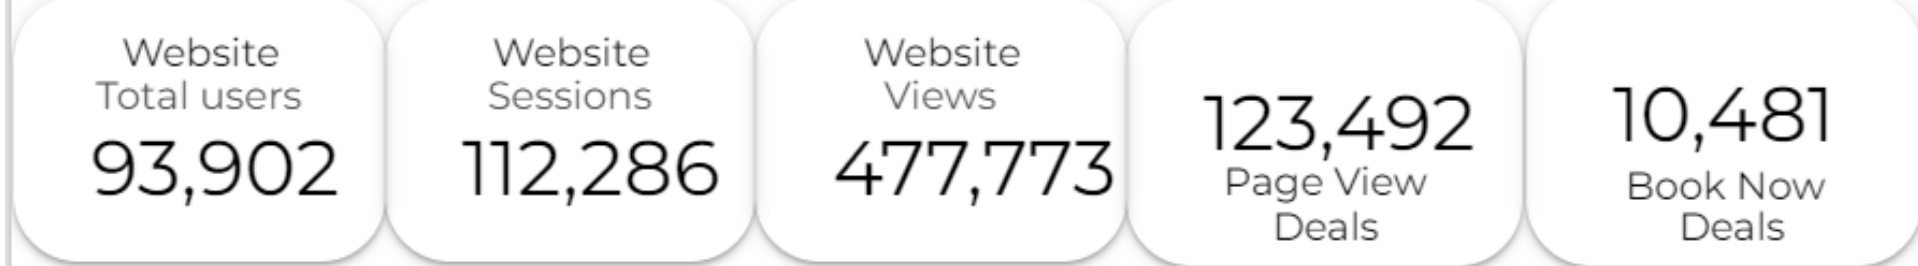 Website
Total users
93,902
Website
Sessions
112,286
Website
Views
477,773
123,492
Page View
Deals
10,481
Book Now
Deals